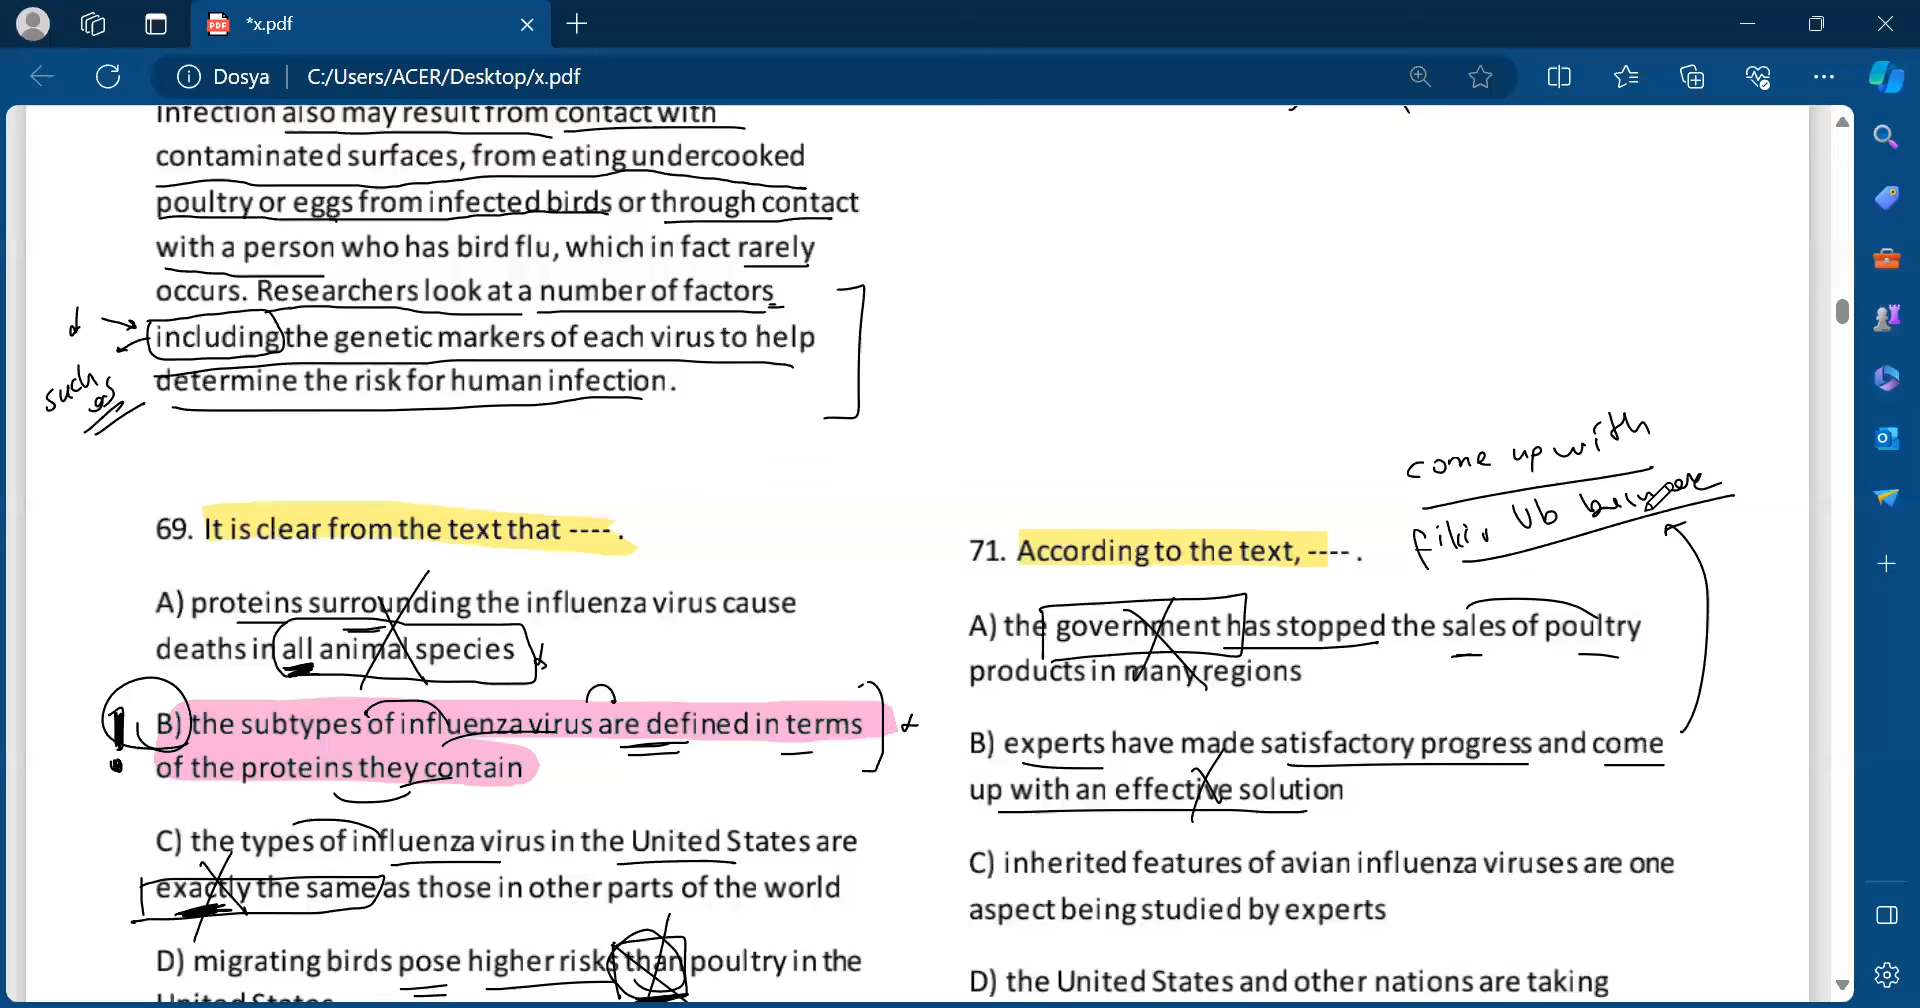 *x.pdf
Dosya
C:/Users/ACER/Desktop/x.pdf
Infection also may result from contact with
contaminated surfaces, from eating undercooked
poultry or eggs from infected birds or through contact
with a person who has bird flu, which in fact rarely
occurs. Researchers look at a number of factors
including the genetic markers of each virus to help
determine the risk for human infection.
such
as
69. It is clear from the text that ---- .
A) proteins surrounding the influenza virus cause
deaths in all animal species
B) the subtypes of influenza virus are defined in terms
of the proteins they contain
C) the types of influenza virus in the United States are
exactly the same as those in other parts of the world
D) migrating birds pose higher risks than poultry in the
United States
come up with
fikir
71. According to the text, ---- .
A) the government has stopped the sales of poultry
products in many regions
B) experts have made satisfactory progress and come
up with an effective solution
C) inherited features of avian influenza viruses are one
aspect being studied by experts
D) the United States and other nations are taking